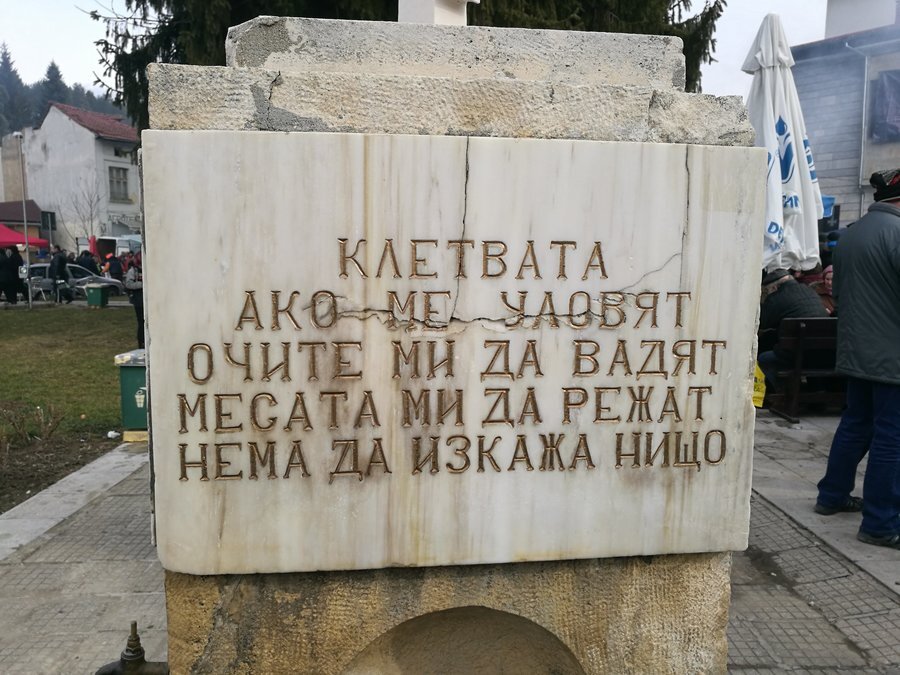 КЛЕТВАТА
АКО МЕ УЛОВЯТ
ОЧИТЕ МИ ДА ВАДЯТ
МЕСАТА МИ ДА РЕЖАТ
НЕМА ДА ИЗКАЖА НИЩО